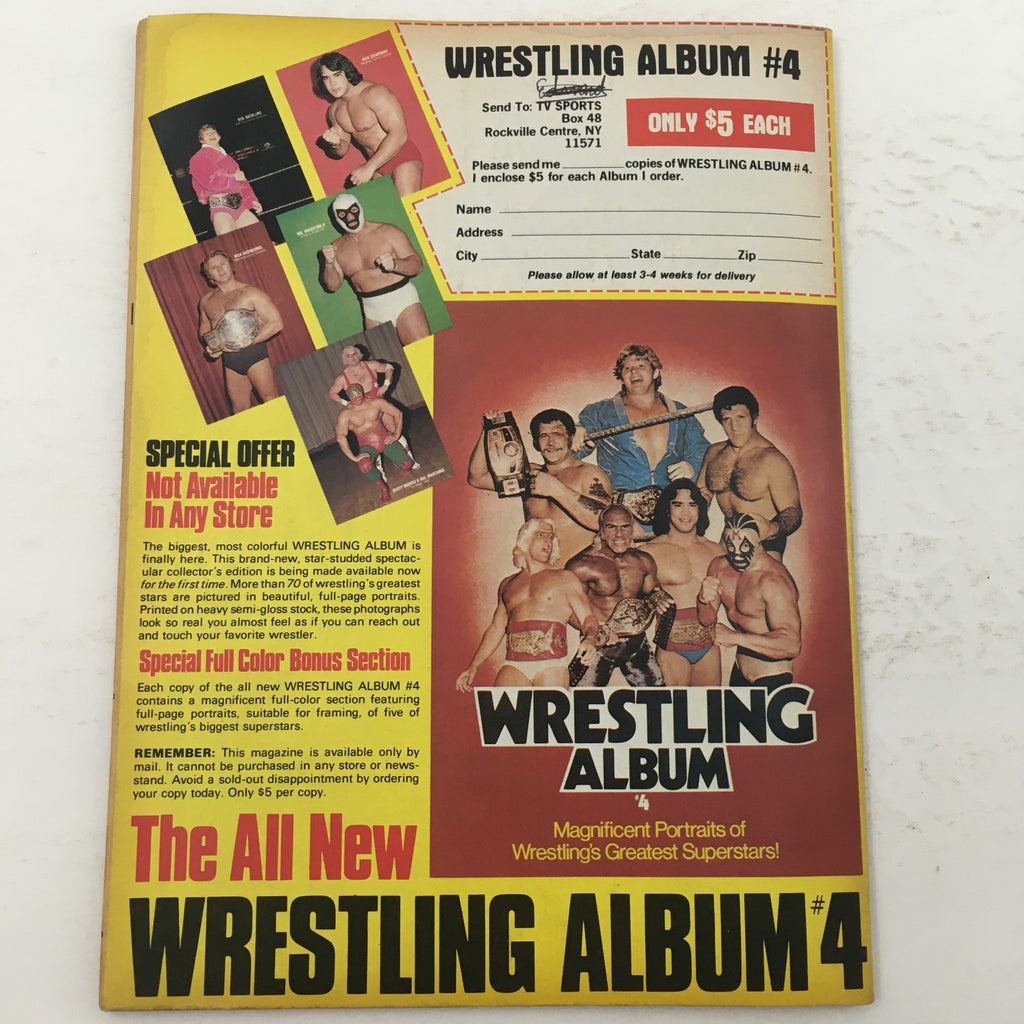 WRESTLING ALBUM #4
Send To: TV SPORTS
Box 48
Rockville Centre, NY
11571
ONLY $5 EACH
Please send me ________ copies of WRESTLING ALBUM #4.
I enclose $5 for each Album I order.
Name
Address
City State Zip
Please allow at least 3-4 weeks for delivery
BOB BACKLUND
RICK STEAMBOAT
MR. WRESTLING II
NICK BOCKWINKEL
SPECIAL OFFER
Not Available
In Any Store
The biggest, most colorful WRESTLING ALBUM is
finally here. This brand-new, star-studded spectac-
ular collector's edition is being made available now
for the first time. More than 70 of wrestling's greatest
stars are pictured in beautiful, full-page portraits.
Printed on heavy semi-gloss stock, these photographs
look so real you almost feel as if you can reach out
and touch your favorite wrestler.
Special Full Color Bonus Section
Each copy of the all new WRESTLING ALBUM #4
contains a magnificent full-color section featuring
full-page portraits, suitable for framing, of five of
wrestling's biggest superstars.
REMEMBER: This magazine is available only by
mail. It cannot be purchased in any store or news-
stand. Avoid a sold-out disappointment by ordering
your copy today. Only $5 per copy.
WRESTLING
ALBUM
#4
Magnificent Portraits of
Wrestling's Greatest Superstars!
The All New
WRESTLING ALBUM #4